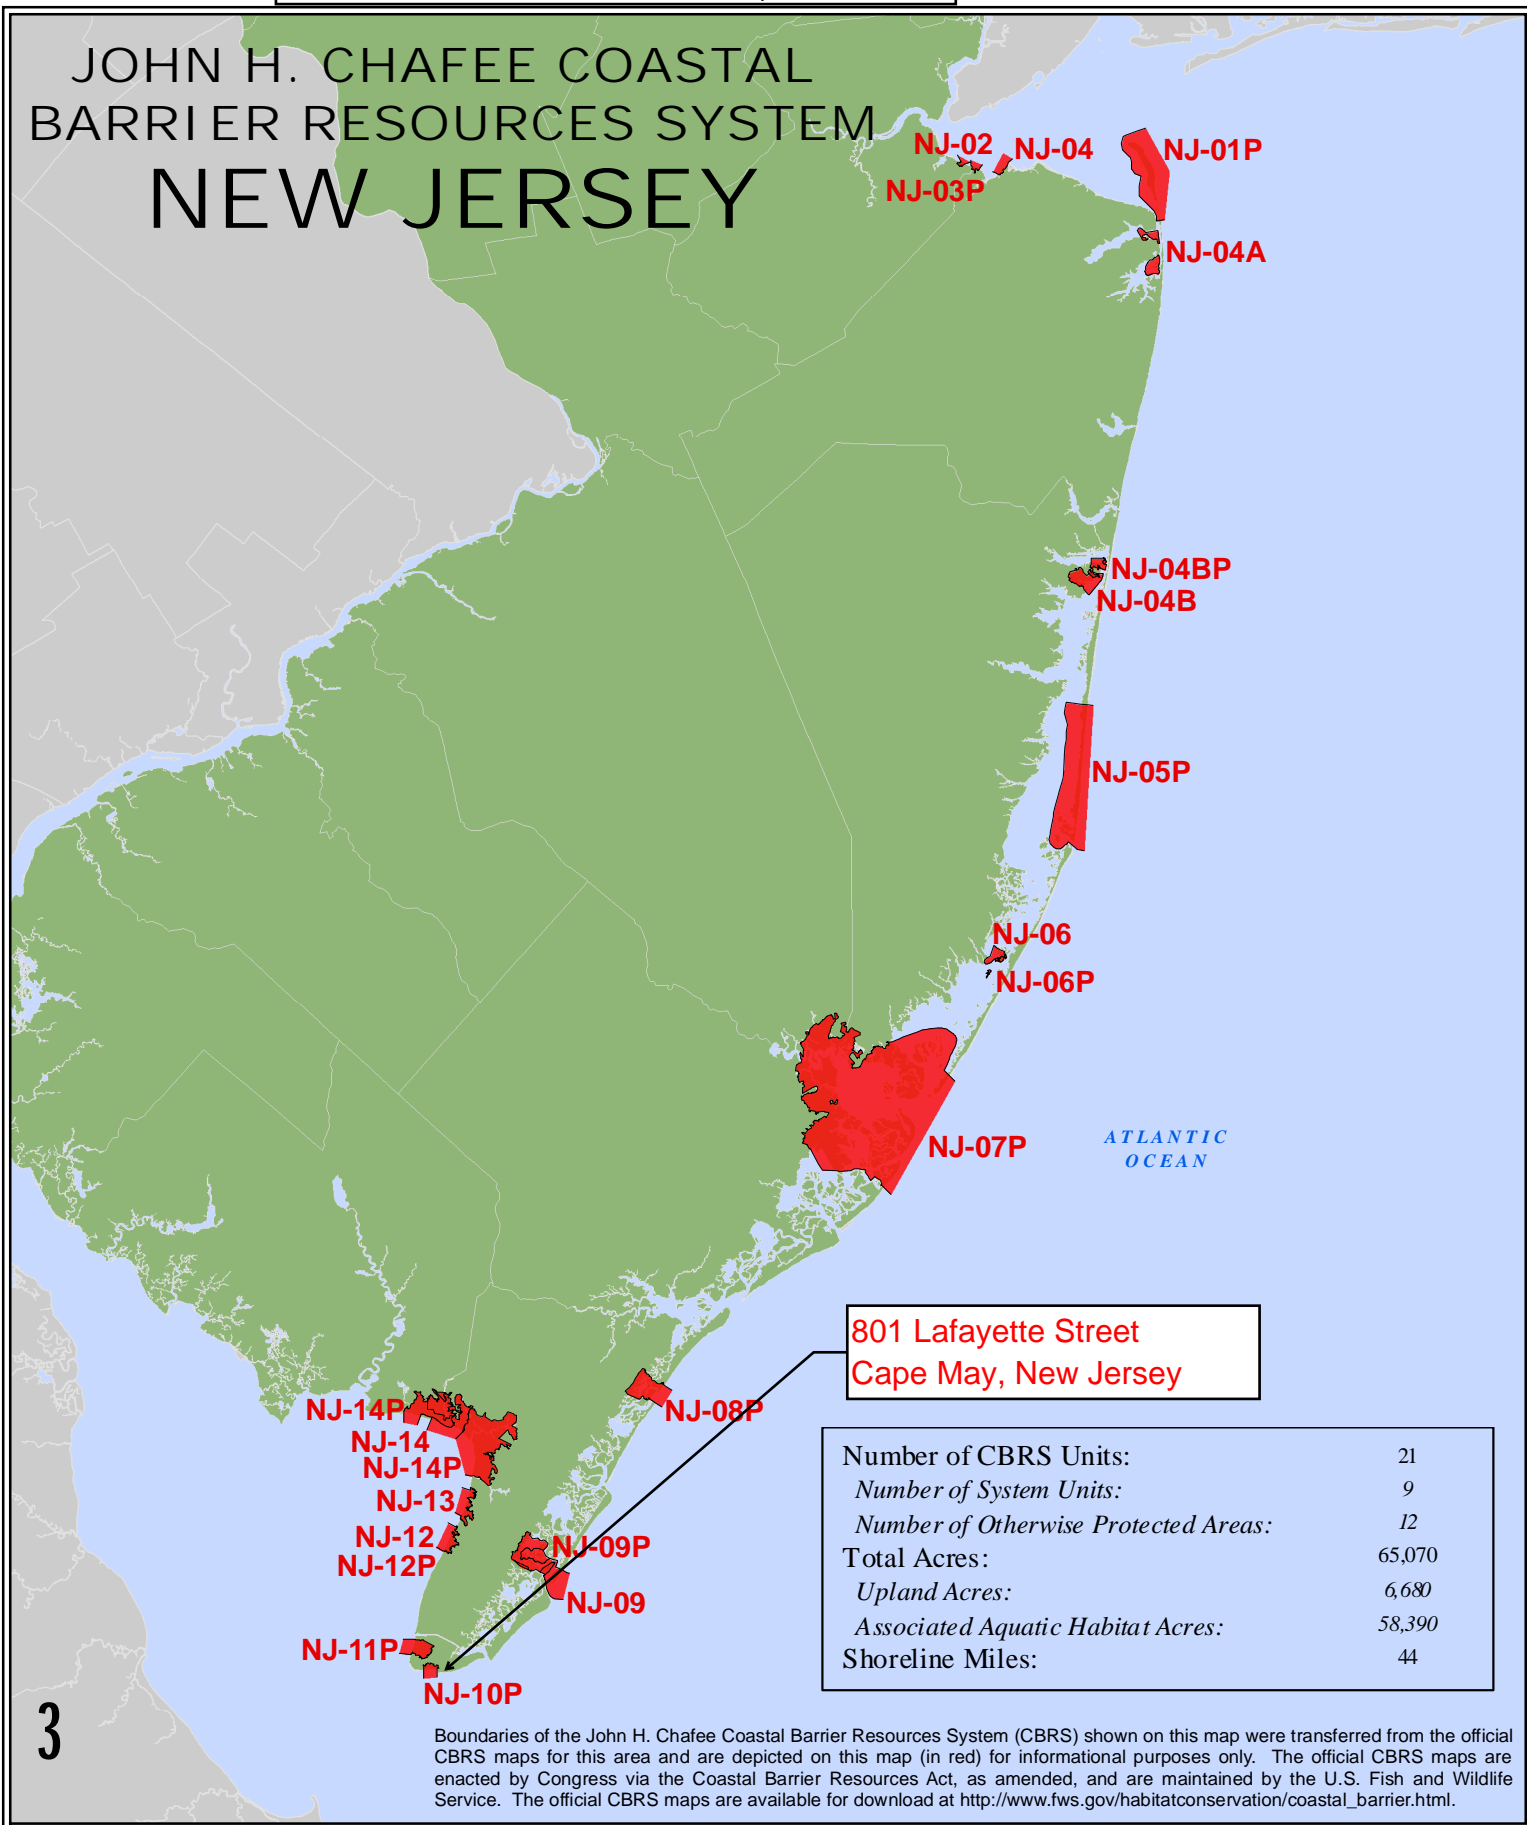 JOHN H. CHAFEE COASTAL
BARRIER RESOURCES SYSTEM
NEW JERSEY
NJ-02
NJ-04
NJ-01P
NJ-03P
NJ-04A
NJ-04BP
NJ-04B
NJ-05P
NJ-06
NJ-06P
NJ-07P
ATLANTIC
OCEAN
801 Lafayette Street
Cape May, New Jersey
NJ-08P
NJ-14P
NJ-14
NJ-14P
NJ-13
NJ-12
NJ-12P
NJ-09P
NJ-09
NJ-11P
NJ-10P
Number of CBRS Units: 21
Number of System Units: 9
Number of Otherwise Protected Areas: 12
Total Acres: 65,070
Upland Acres: 6,680
Associated Aquatic Habitat Acres: 58,390
Shoreline Miles: 44
3
Boundaries of the John H. Chafee Coastal Barrier Resources System (CBRS) shown on this map were transferred from the official
CBRS maps for this area and are depicted on this map (in red) for informational purposes only. The official CBRS maps are
enacted by Congress via the Coastal Barrier Resources Act, as amended, and are maintained by the U.S. Fish and Wildlife
Service. The official CBRS maps are available for download at http://www.fws.gov/habitatconservation/coastal_barrier.html.